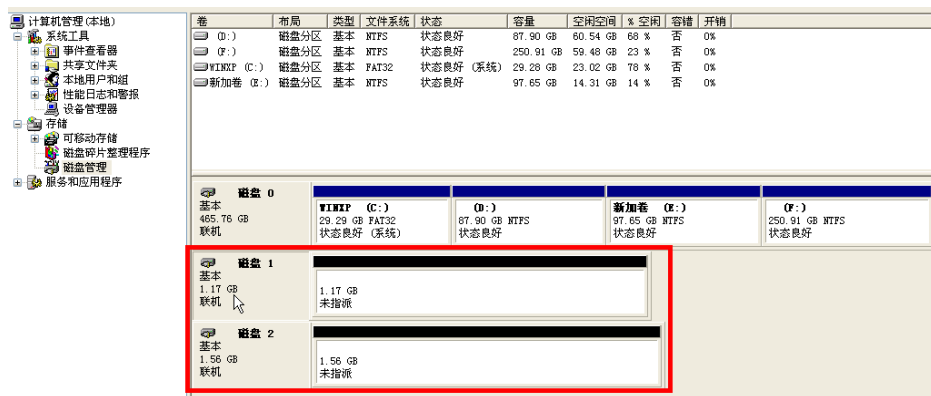 计算机管理(本地)
系统工具
事件查看器
共享文件夹
本地用户和组
性能日志和警报
设备管理器
存储
可移动存储
磁盘碎片整理程序
磁盘管理
服务和应用程序
卷 布局 类型 文件系统 状态 容量 空闲空间 % 空闲 容错 开销
(D:) 磁盘分区 基本 NTFS 状态良好 87.90 GB 60.54 GB 68 % 否 0%
(F:) 磁盘分区 基本 NTFS 状态良好 250.91 GB 59.48 GB 23 % 否 0%
WINXP (C:) 磁盘分区 基本 FAT32 状态良好 (系统) 29.28 GB 23.02 GB 78 % 否 0%
新加卷 (E:) 磁盘分区 基本 NTFS 状态良好 97.65 GB 14.31 GB 14 % 否 0%
磁盘 0
基本
465.76 GB
联机
WINXP (C:)
29.29 GB FAT32
状态良好 (系统)
(D:)
87.90 GB NTFS
状态良好
新加卷 (E:)
97.65 GB NTFS
状态良好
(F:)
250.91 GB NTFS
状态良好
磁盘 1
基本
1.17 GB
联机
1.17 GB
未指派
磁盘 2
基本
1.56 GB
联机
1.56 GB
未指派